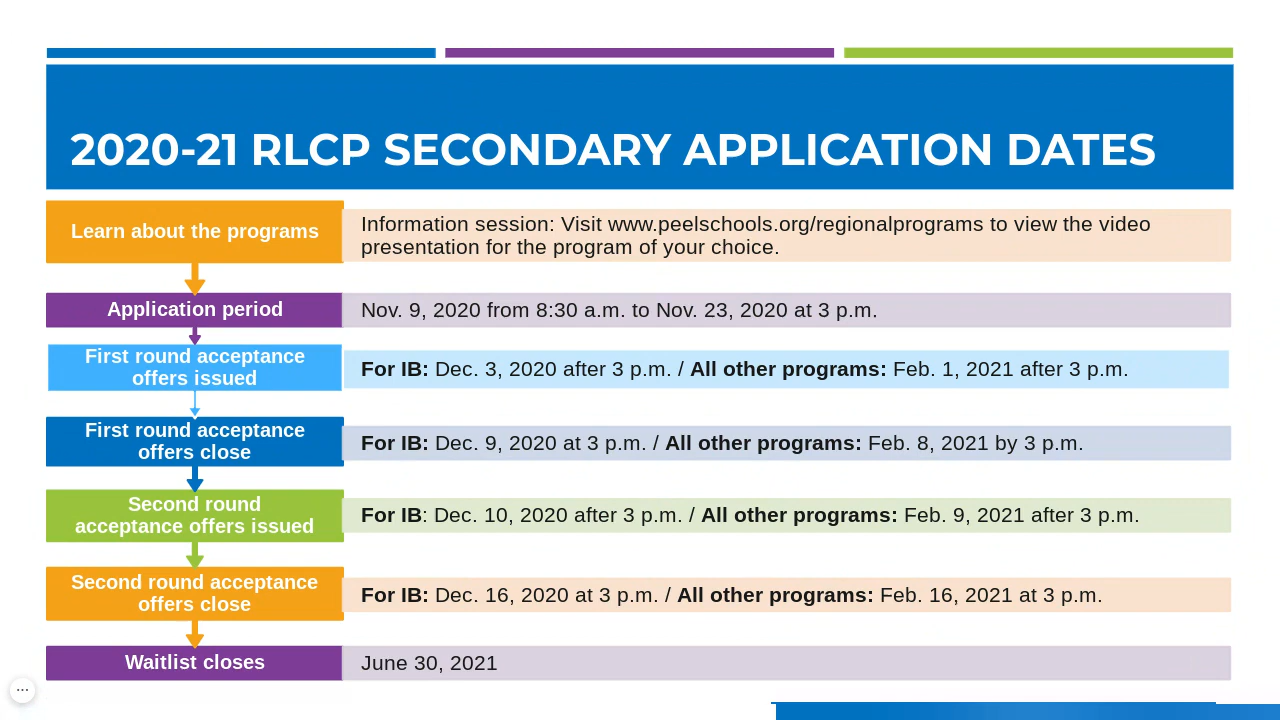 2020-21 RLCP SECONDARY APPLICATION DATES
Learn about the programs
Information session: Visit www.peelschools.org/regionalprograms to view the video
presentation for the program of your choice.
Application period
Nov. 9, 2020 from 8:30 a.m. to Nov. 23, 2020 at 3 p.m.
First round acceptance
offers issued
For IB: Dec. 3, 2020 after 3 p.m. / All other programs: Feb. 1, 2021 after 3 p.m.
First round acceptance
offers close
For IB: Dec. 9, 2020 at 3 p.m. / All other programs: Feb. 8, 2021 by 3 p.m.
Second round
acceptance offers issued
For IB: Dec. 10, 2020 after 3 p.m. / All other programs: Feb. 9, 2021 after 3 p.m.
Second round acceptance
offers close
For IB: Dec. 16, 2020 at 3 p.m. / All other programs: Feb. 16, 2021 at 3 p.m.
Waitlist closes
June 30, 2021